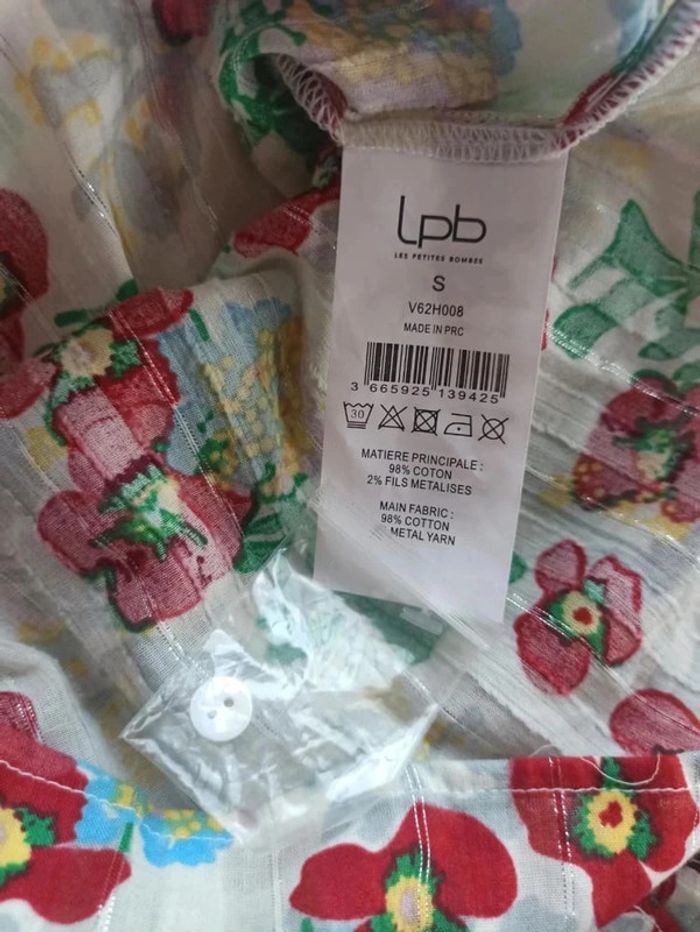 lpb
LES PETITES BOMBES
S
V62H008
MADE IN PRC
3 665925 139425
30
MATIERE PRINCIPALE :
98% COTON
2% FILS METALISES
MAIN FABRIC :
98% COTTON
METAL YARN